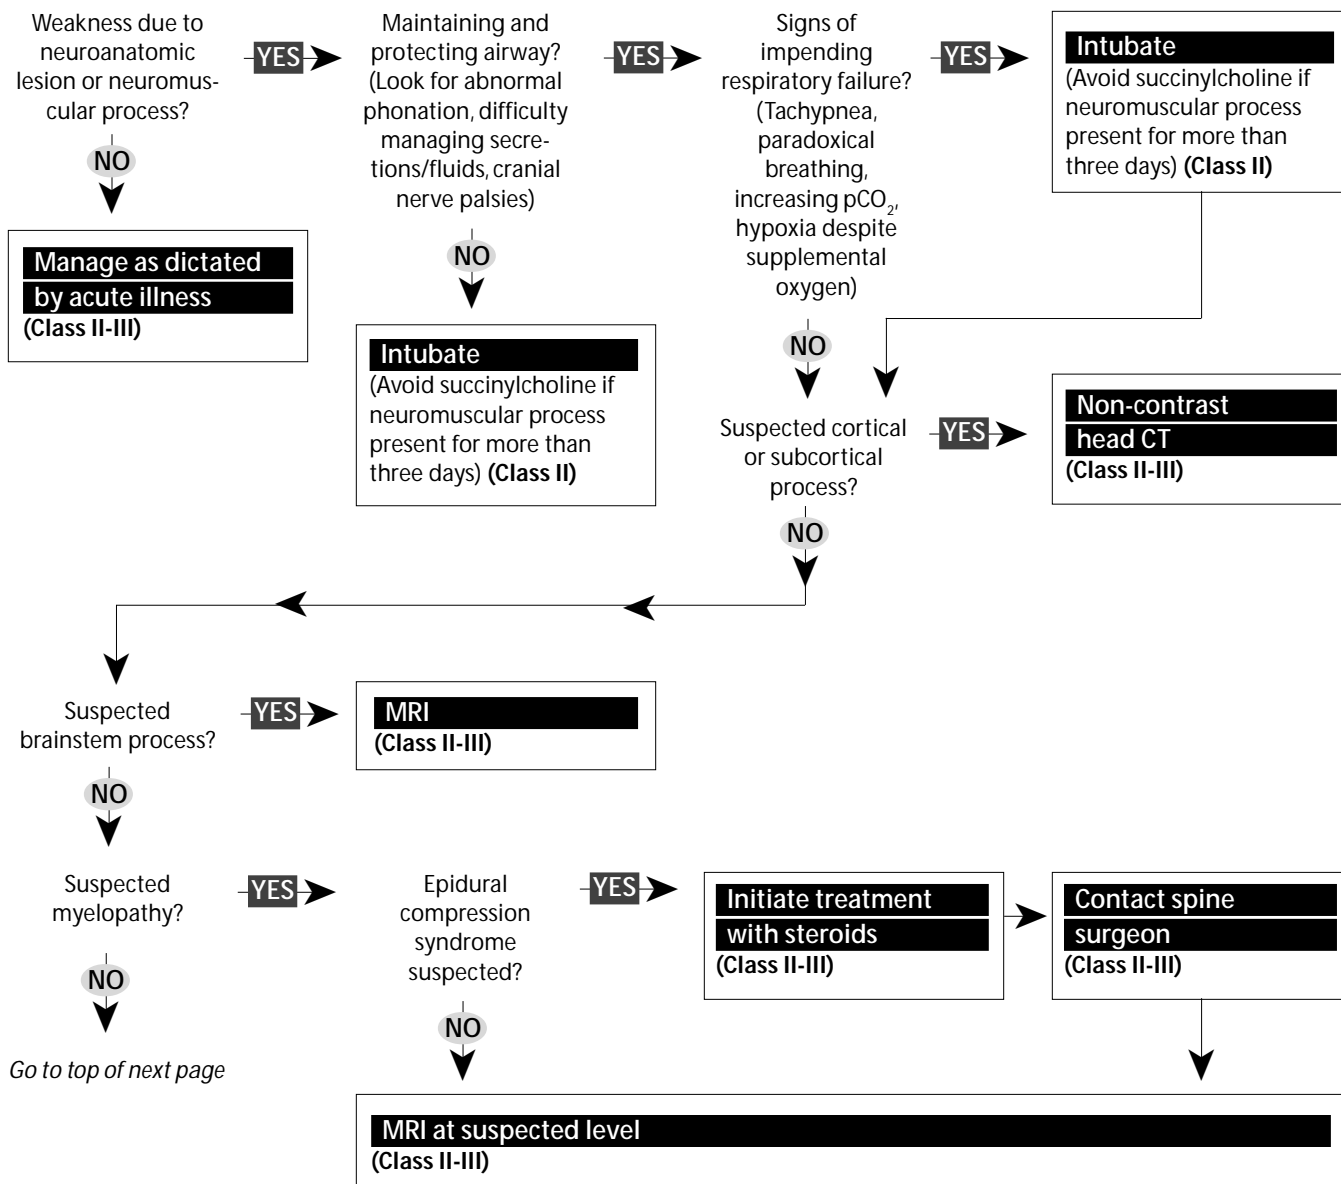 Weakness due to
neuroanatomic
lesion or neuromus-
cular process?
YES
Maintaining and
protecting airway?
(Look for abnormal
phonation, difficulty
managing secre-
tions/fluids, cranial
nerve palsies)
YES
Signs of
impending
respiratory failure?
(Tachypnea,
paradoxical
breathing,
increasing pCO₂,
hypoxia despite
supplemental
oxygen)
YES
Intubate
(Avoid succinylcholine if
neuromuscular process
present for more than
three days) (Class II)
NO
Manage as dictated
by acute illness
(Class II-III)
NO
Intubate
(Avoid succinylcholine if
neuromuscular process
present for more than
three days) (Class II)
NO
Suspected cortical
or subcortical
process?
YES
Non-contrast
head CT
(Class II-III)
NO
Suspected
brainstem process?
YES
MRI
(Class II-III)
NO
Suspected
myelopathy?
YES
Epidural
compression
syndrome
suspected?
YES
Initiate treatment
with steroids
(Class II-III)
Contact spine
surgeon
(Class II-III)
NO
Go to top of next page
NO
MRI at suspected level
(Class II-III)